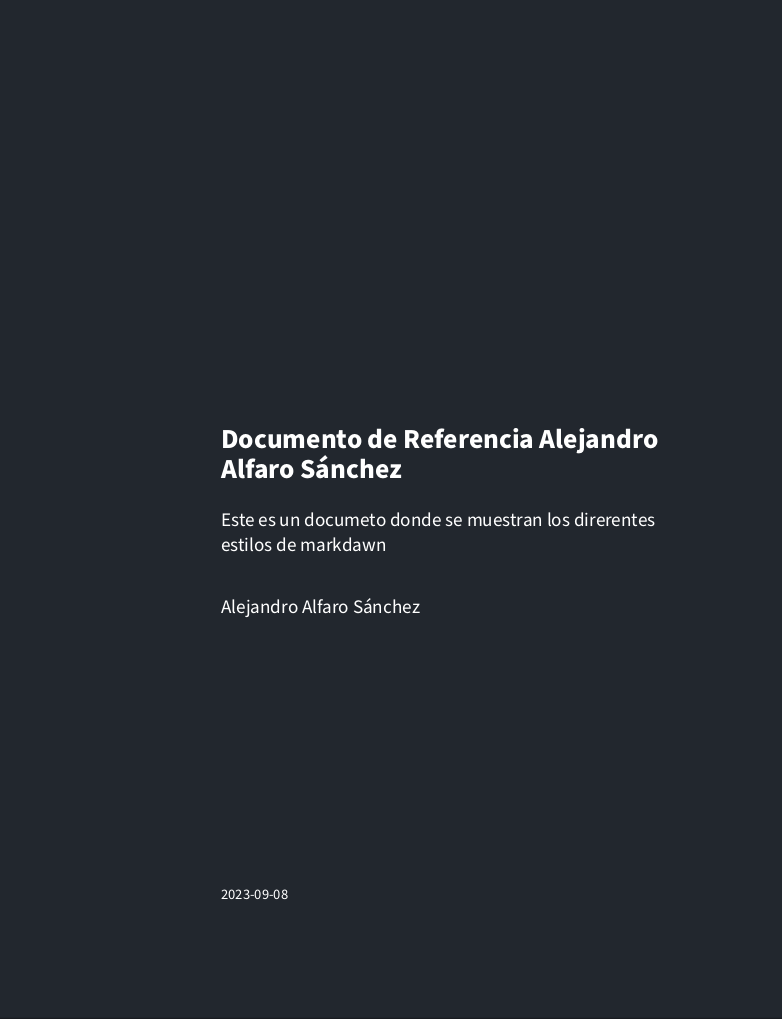 Documento de Referencia Alejandro
Alfaro Sánchez
Este es un documeto donde se muestran los direrentes
estilos de markdawn
Alejandro Alfaro Sánchez
2023-09-08